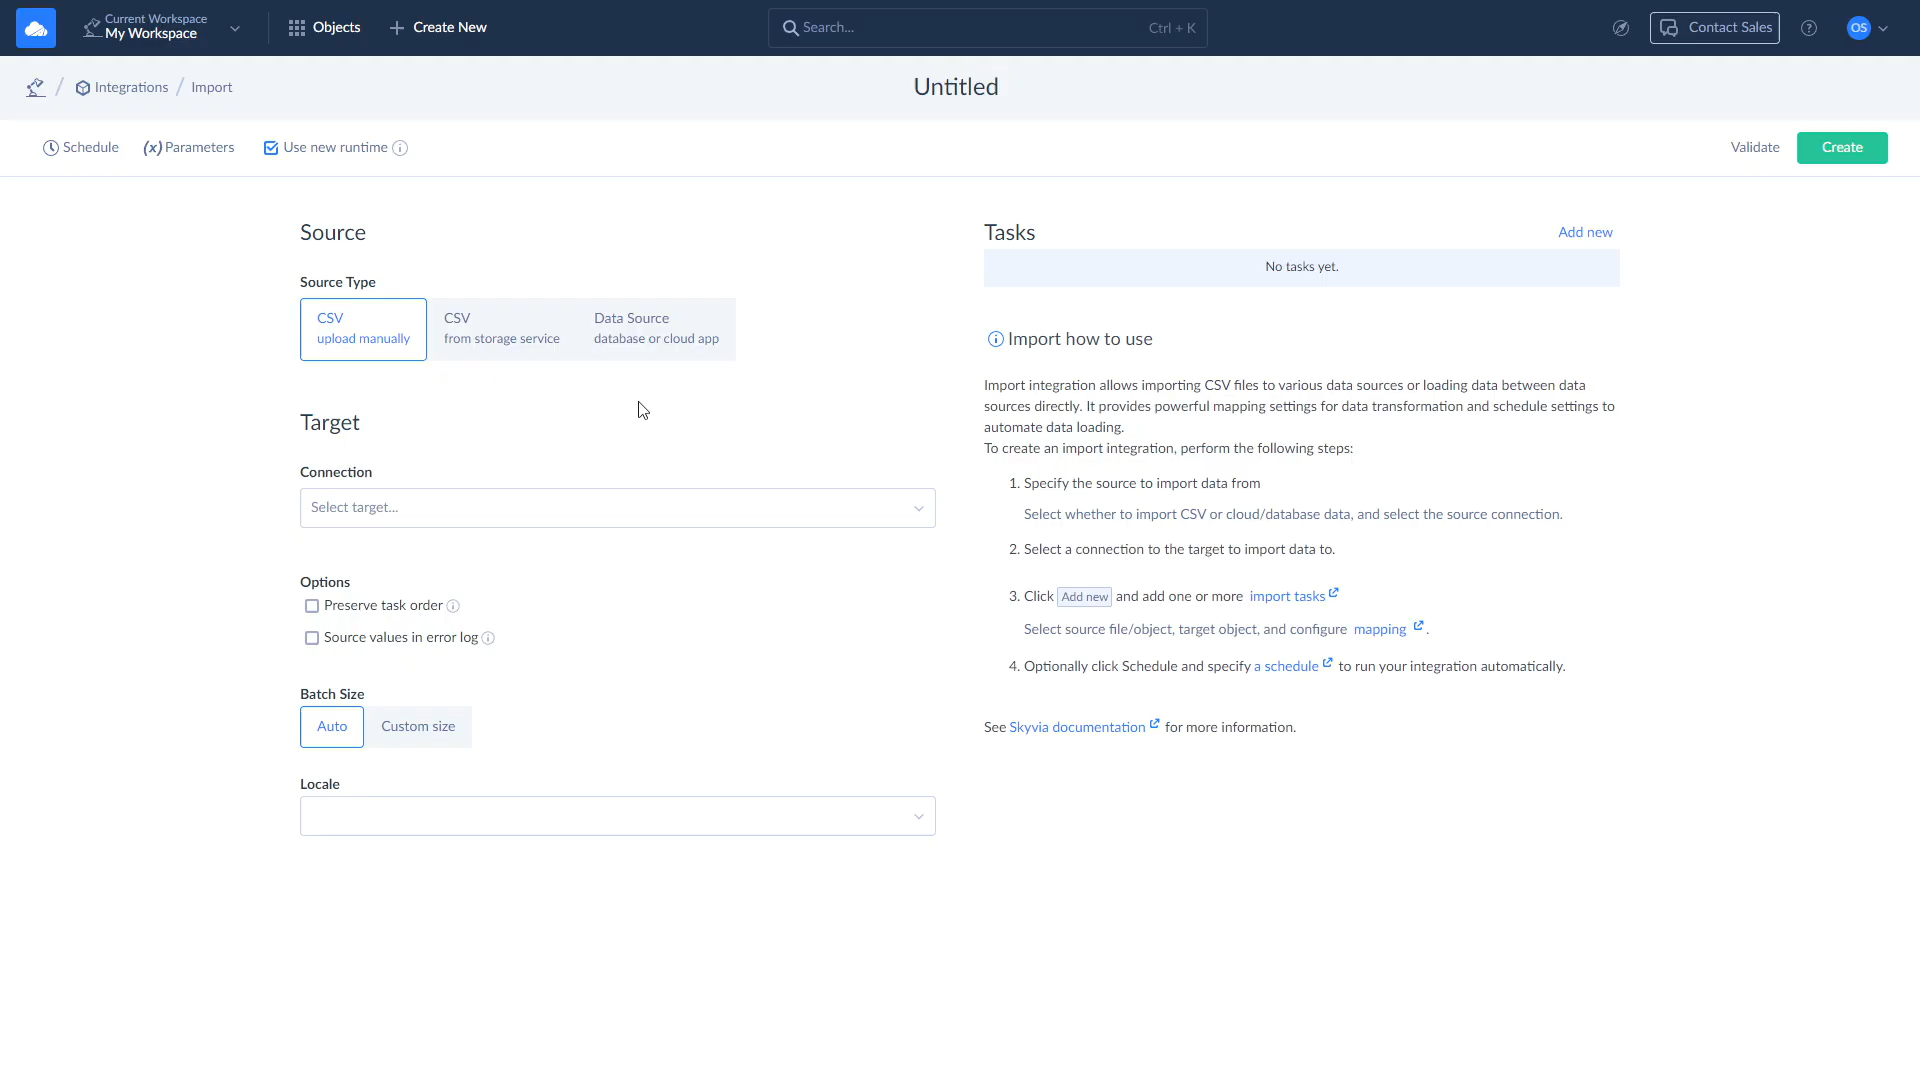 Current Workspace
My Workspace
Objects
Create New
Search...
Ctrl + K
Contact Sales
OS
/ Integrations / Import
Untitled
Schedule
(x) Parameters
Use new runtime
Validate
Create
Source
Source Type
CSV
upload manually
CSV
from storage service
Data Source
database or cloud app
Target
Connection
Select target...
Options
Preserve task order
Source values in error log
Batch Size
Auto
Custom size
Locale
Tasks
Add new
No tasks yet.
Import how to use
Import integration allows importing CSV files to various data sources or loading data between data
sources directly. It provides powerful mapping settings for data transformation and schedule settings to
automate data loading.
To create an import integration, perform the following steps:
1. Specify the source to import data from
Select whether to import CSV or cloud/database data, and select the source connection.
2. Select a connection to the target to import data to.
3. Click Add new and add one or more import tasks
Select source file/object, target object, and configure mapping .
4. Optionally click Schedule and specify a schedule to run your integration automatically.
See Skyvia documentation for more information.